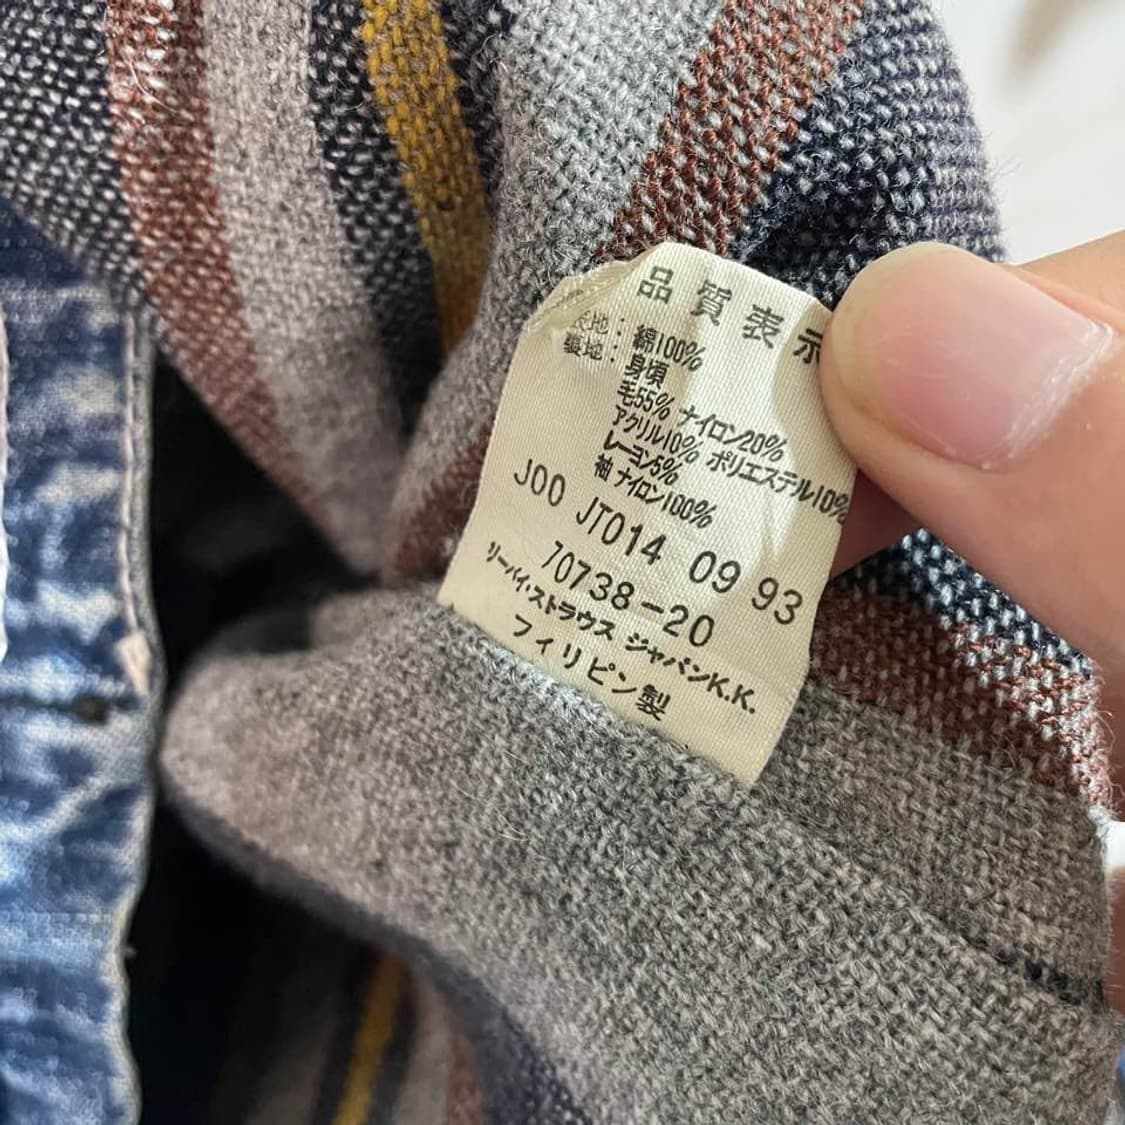 品質表示
表地: 綿100%
裏地: 身頃
毛55% ナイロン20%
アクリル10% ポリエステル10%
レーヨン5%
袖 ナイロン100%
J00 JT014 09 93
70738-20
リーバイ・ストラウス ジャパンK.K.
フィリピン製